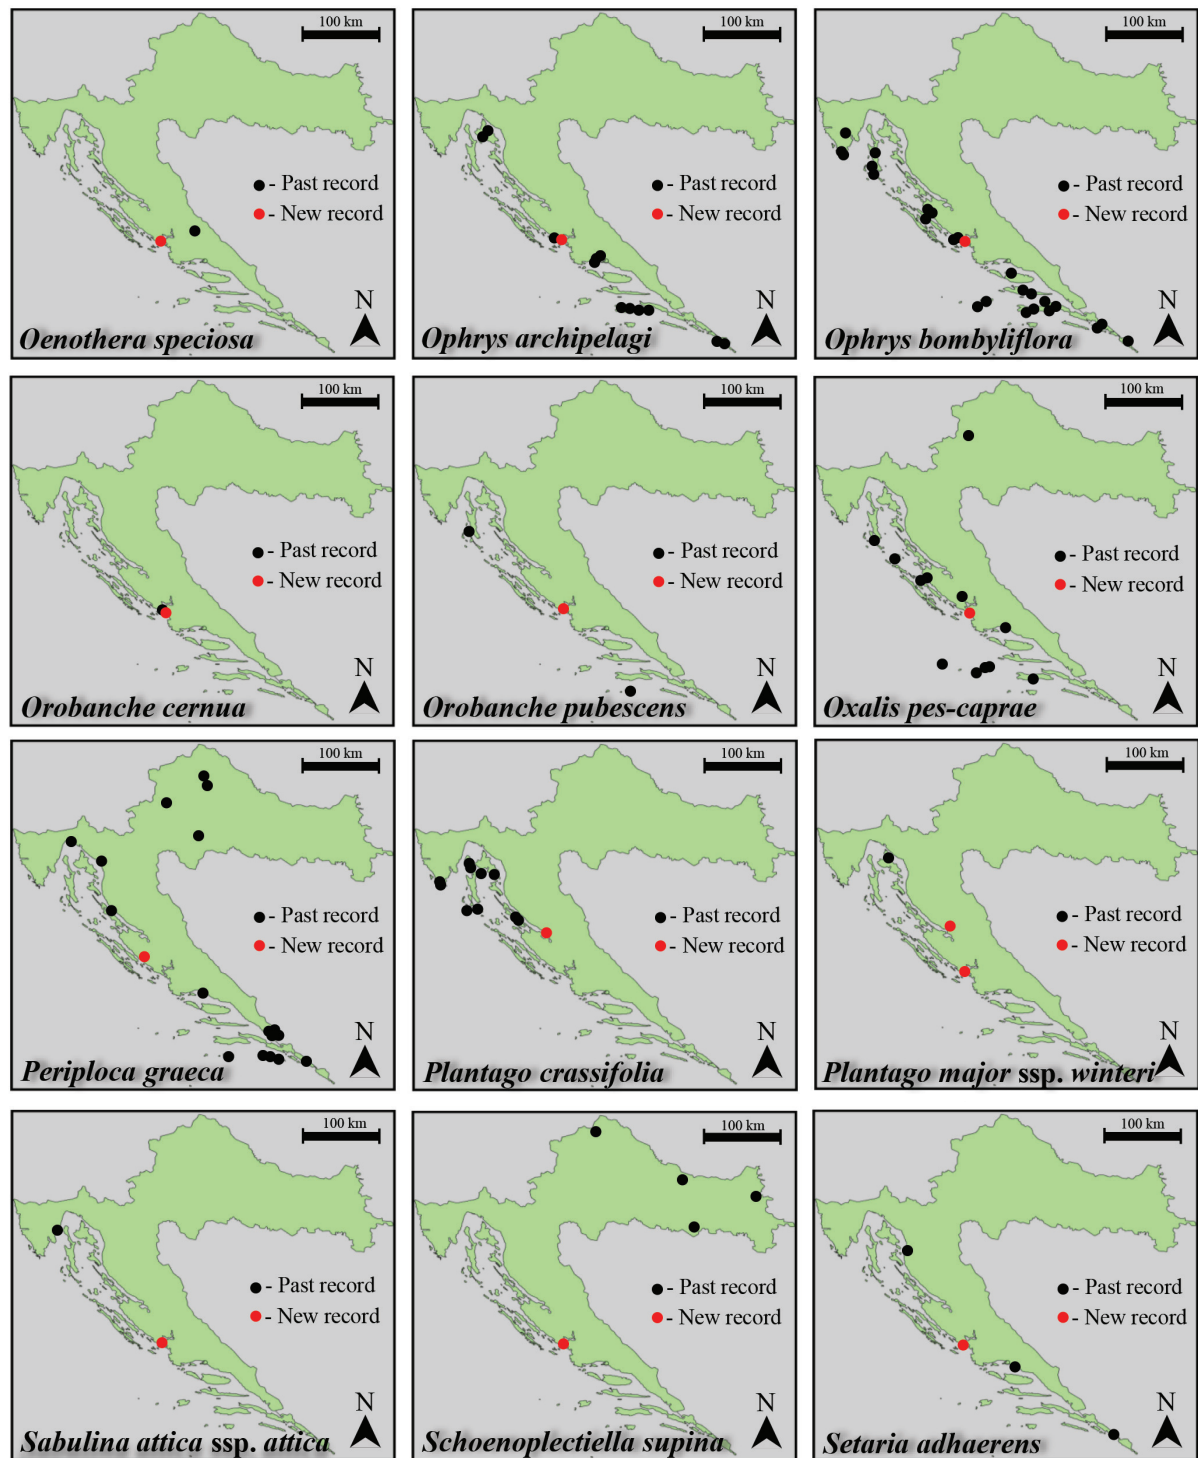 100 km
- Past record
- New record
N
Oenothera speciosa
100 km
- Past record
- New record
N
Ophrys archipelagi
100 km
- Past record
- New record
N
Ophrys bombyliflora
100 km
- Past record
- New record
N
Orobanche cernua
100 km
- Past record
- New record
N
Orobanche pubescens
100 km
- Past record
- New record
N
Oxalis pes-caprae
100 km
- Past record
- New record
N
Periploca graeca
100 km
- Past record
- New record
N
Plantago crassifolia
100 km
- Past record
- New record
N
Plantago major ssp. winteri
100 km
- Past record
- New record
N
Sabulina attica ssp. attica
100 km
- Past record
- New record
N
Schoenoplectiella supina
100 km
- Past record
- New record
N
Setaria adhaerens